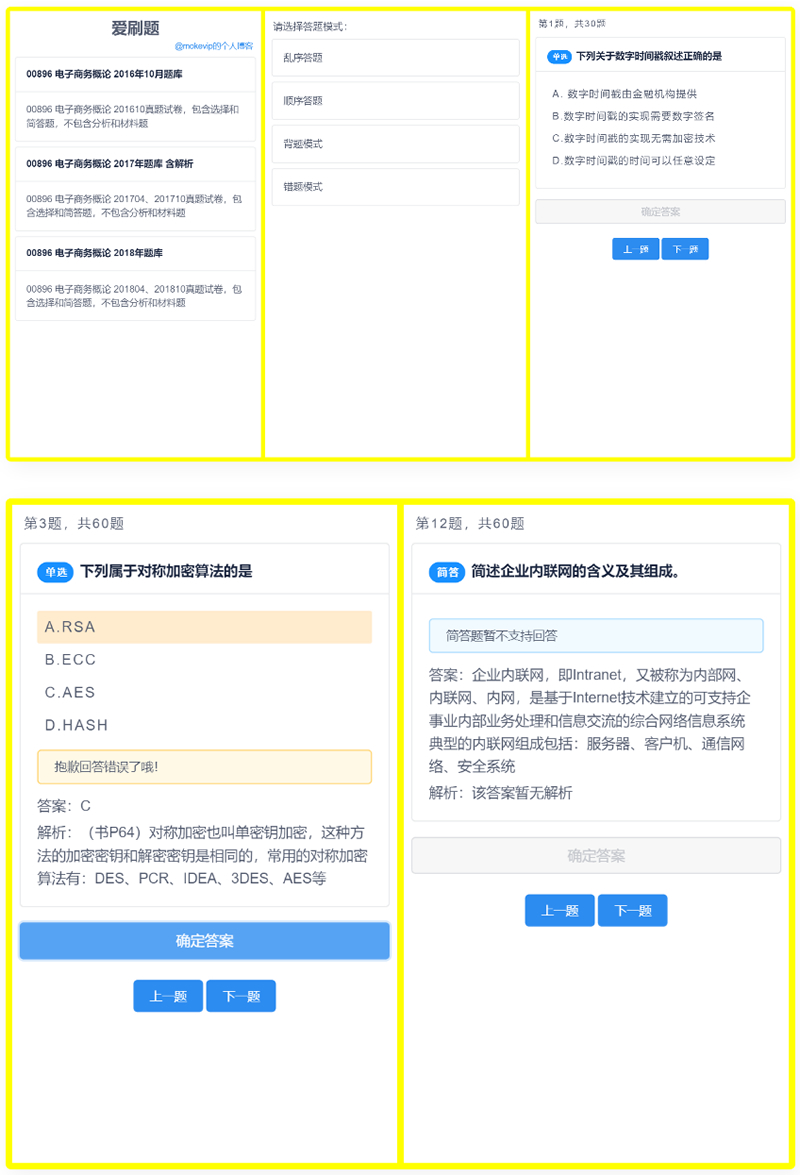 爱刷题
@mokevip的个人博客
00896 电子商务概论 2016年10月题库
00896 电子商务概论 201610真题试卷，包含选择和
简答题，不包含分析和材料题
00896 电子商务概论 2017年题库 含解析
00896 电子商务概论 201704、201710真题试卷，包
含选择和简答题，不包含分析和材料题
00896 电子商务概论 2018年题库
00896 电子商务概论 201804、201810真题试卷，包
含选择和简答题，不包含分析和材料题
请选择答题模式：
乱序答题
顺序答题
背题模式
错题模式
第1题，共30题
单选 下列关于数字时间戳叙述正确的是
A. 数字时间戳由金融机构提供
B.数字时间戳的实现需要数字签名
C.数字时间戳的实现无需加密技术
D.数字时间戳的时间可以任意设定
确定答案
上一题 下一题
第3题，共60题
单选 下列属于对称加密算法的是
A.RSA
B.ECC
C.AES
D.HASH
抱歉回答错误了哦！
答案：C
解析：（书P64）对称加密也叫单密钥加密，这种方
法的加密密钥和解密密钥是相同的，常用的对称加密
算法有：DES、PCR、IDEA、3DES、AES等
确定答案
上一题 下一题
第12题，共60题
简答 简述企业内联网的含义及其组成。
简答题暂不支持回答
答案：企业内联网，即Intranet，又被称为内部网、
内联网、内网，是基于Internet技术建立的可支持企
事业内部业务处理和信息交流的综合网络信息系统
典型的内联网组成包括：服务器、客户机、通信网
络、安全系统
解析：该答案暂无解析
确定答案
上一题 下一题